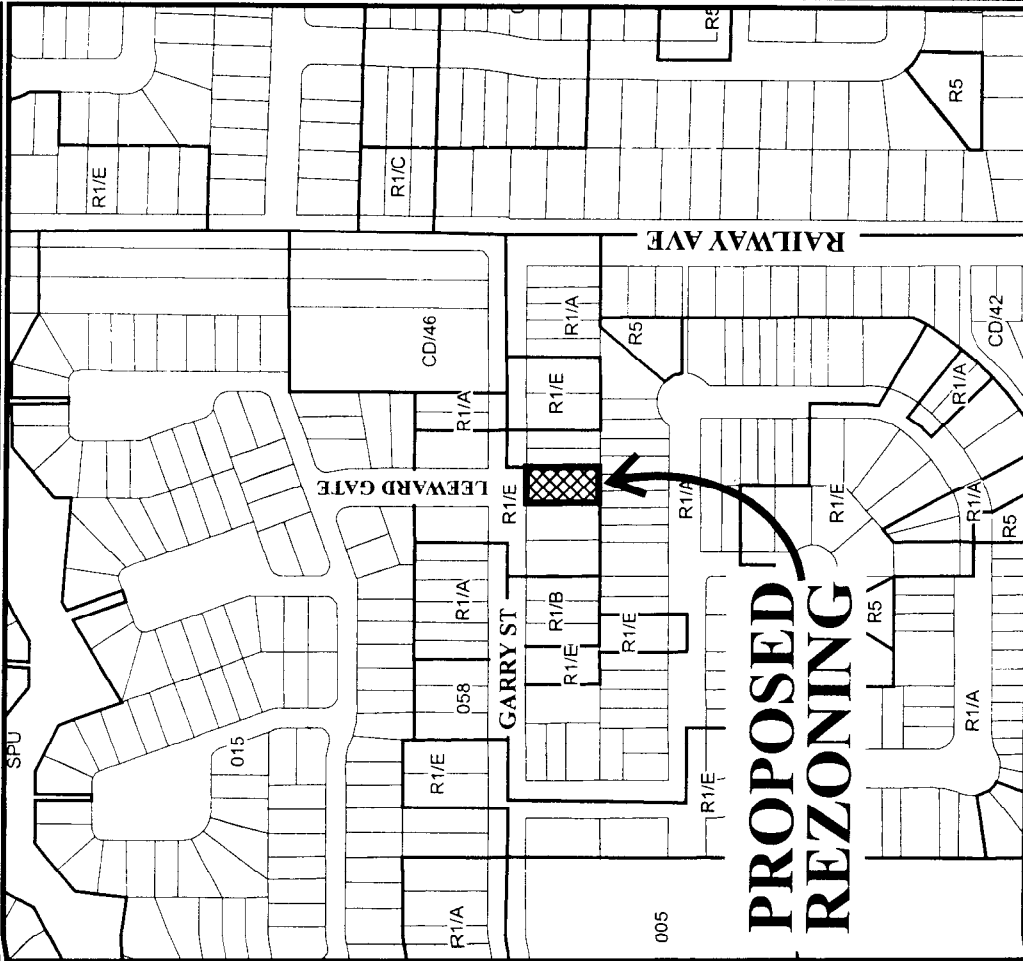 R5
R5
R1/E
R1/C
RAILWAY AVE
CD/46
R1/A
R5
CD/42
R1/A
R1/E
R1/A
LEEWARD GATE
R1/E
R1/A
R1/E
R1/A
R5
R1/A
R1/B
R1/E
R1/E
R5
GARRY ST
058
R1/A
SPU
015
R1/E
R1/E
PROPOSED
REZONING
R1/A
005